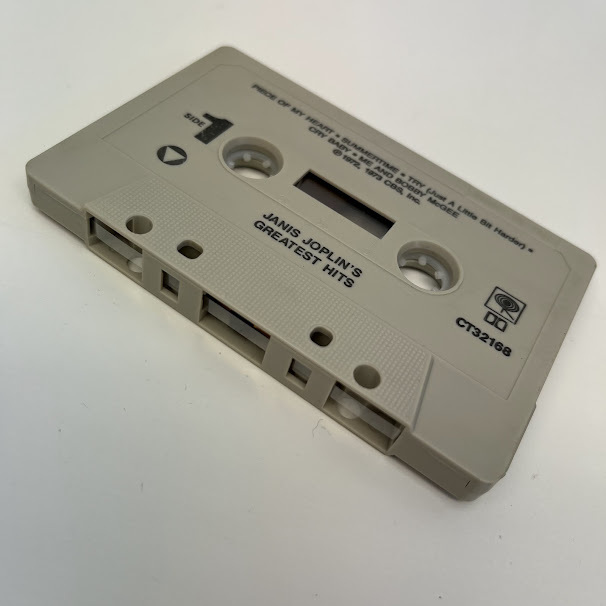 SIDE 1
PIECE OF MY HEART • SUMMERTIME • TRY (Just A Little Bit Harder) •
CRY BABY • ME AND BOBBY McGEE
℗ 1972, 1973 CBS, Inc.
JANIS JOPLIN'S
GREATEST HITS
CT32168